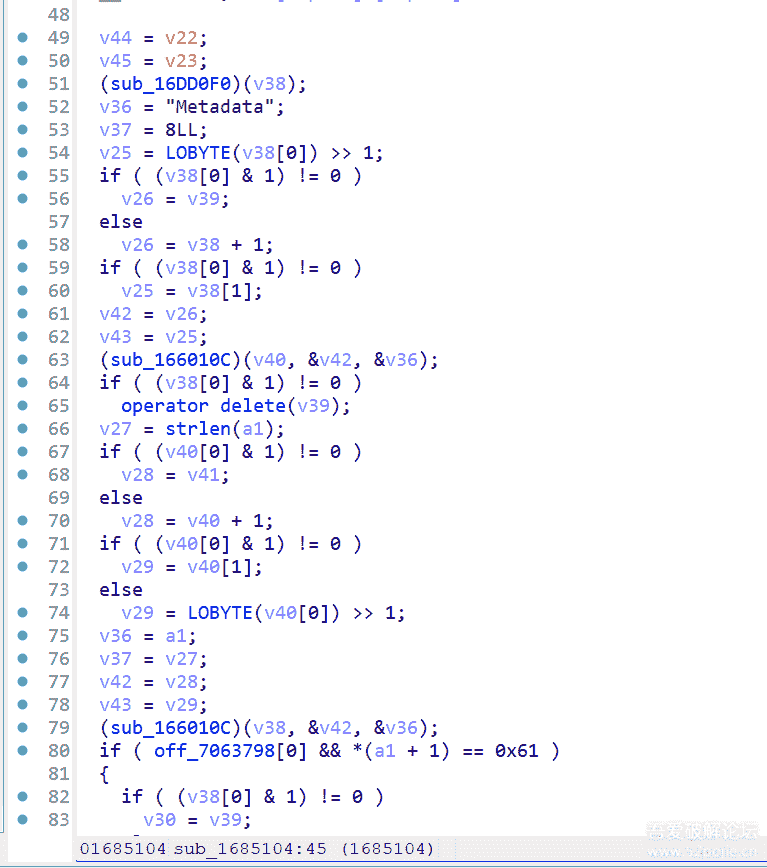 48
49 v44 = v22;
50 v45 = v23;
51 (sub_16DD0F0)(v38);
52 v36 = "Metadata";
53 v37 = 8LL;
54 v25 = LOBYTE(v38[0]) >> 1;
55 if ( (v38[0] & 1) != 0 )
56 v26 = v39;
57 else
58 v26 = v38 + 1;
59 if ( (v38[0] & 1) != 0 )
60 v25 = v38[1];
61 v42 = v26;
62 v43 = v25;
63 (sub_166010C)(v40, &v42, &v36);
64 if ( (v38[0] & 1) != 0 )
65 operator delete(v39);
66 v27 = strlen(a1);
67 if ( (v40[0] & 1) != 0 )
68 v28 = v41;
69 else
70 v28 = v40 + 1;
71 if ( (v40[0] & 1) != 0 )
72 v29 = v40[1];
73 else
74 v29 = LOBYTE(v40[0]) >> 1;
75 v36 = a1;
76 v37 = v27;
77 v42 = v28;
78 v43 = v29;
79 (sub_166010C)(v38, &v42, &v36);
80 if ( off_7063798[0] && *(a1 + 1) == 0x61 )
81 {
82 if ( (v38[0] & 1) != 0 )
83 v30 = v39;
01685104 sub_1685104:45 (1685104)
吾爱破解论坛